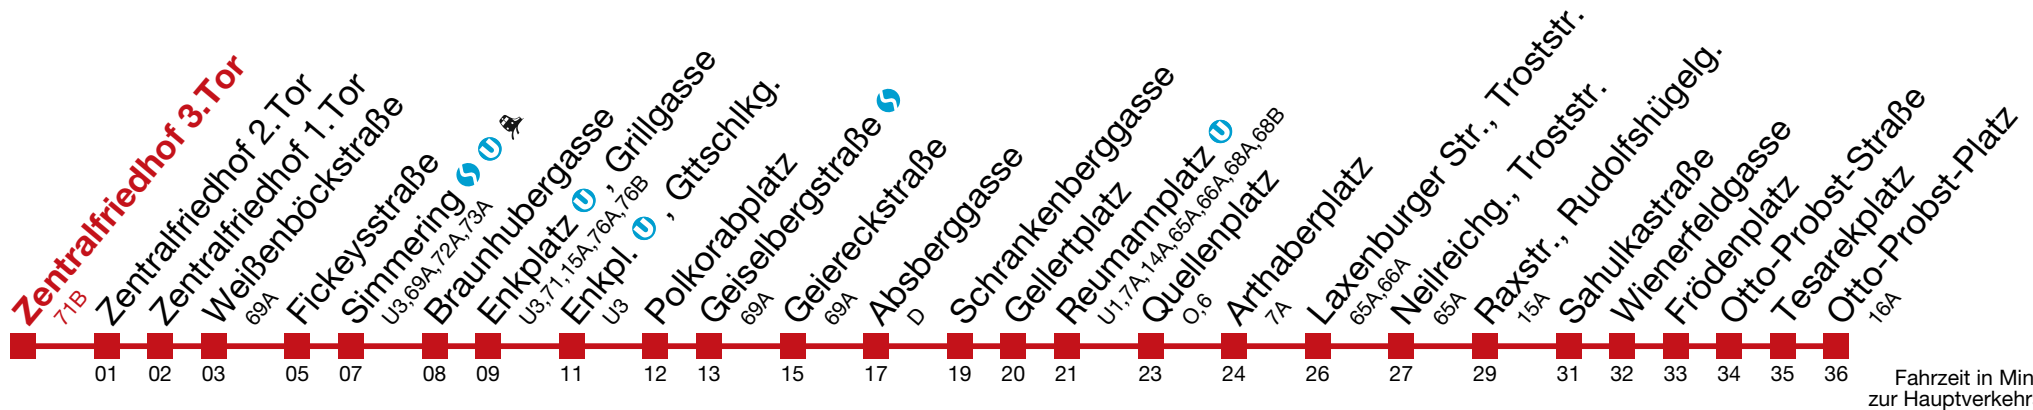 Zentralfriedhof 3.Tor
71B
Zentralfriedhof 2.Tor
Zentralfriedhof 1.Tor
Weißenböckstraße
69A
Fickeysstraße
Simmering
U3,69A,72A,73A
Braunhubergasse
Enkplatz U , Grillgasse
U3,71,15A,76A,76B
Enkpl. U , Gttschlkg.
U3
Polkorabplatz
Geiselbergstraße
69A
Geiereckstraße
69A
Absberggasse
D
Schrankenberggasse
Gellertplatz
Reumannplatz U
U1,7A,14A,65A,66A,68A,68B
Quellenplatz
O,6
Arthaberplatz
7A
Laxenburger Str., Troststr.
65A,66A
Neilreichg., Troststr.
65A
Raxstr., Rudolfshügelg.
15A
Sahulkastraße
Wienerfeldgasse
Frödenplatz
Otto-Probst-Straße
Tesarekplatz
Otto-Probst-Platz
16A
01 02 03 05 07 08 09 11 12 13 15 17 19 20 21 23 24 26 27 29 31 32 33 34 35 36
Fahrzeit in Min
zur Hauptverkehr